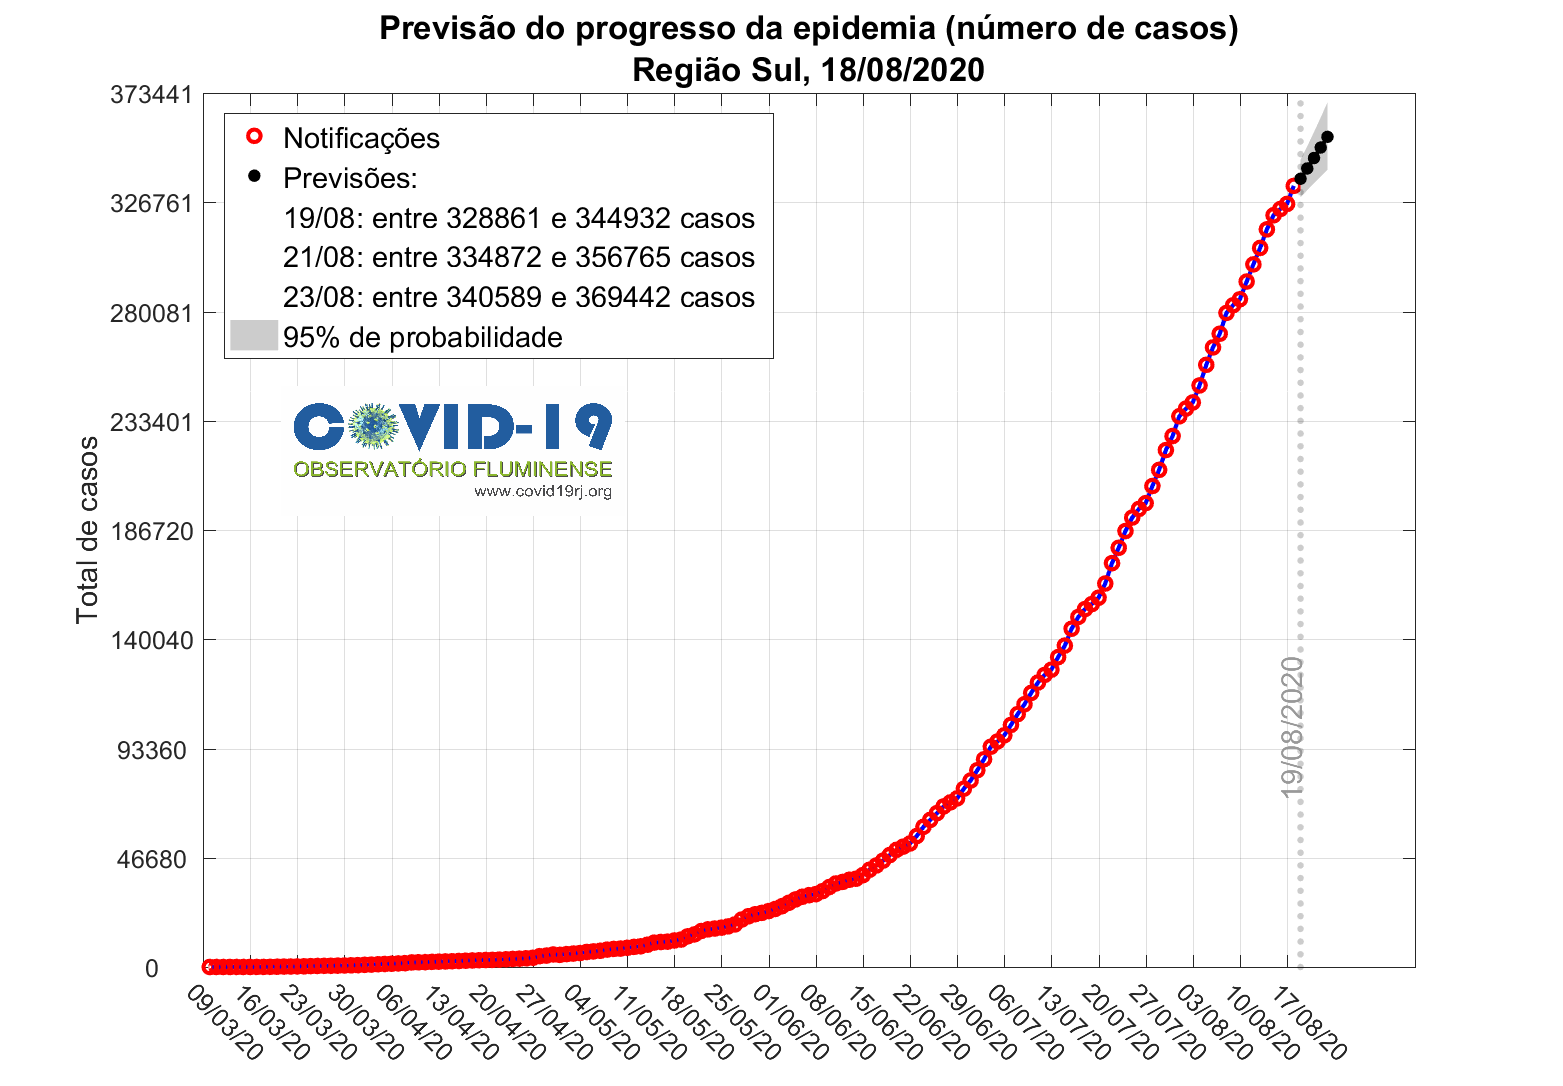 Previsão do progresso da epidemia (número de casos)
Região Sul, 18/08/2020
373441
326761
280081
233401
186720
140040
93360
46680
0
Total de casos
Notificações
Previsões:
19/08: entre 328861 e 344932 casos
21/08: entre 334872 e 356765 casos
23/08: entre 340589 e 369442 casos
95% de probabilidade
COVID-19
OBSERVATÓRIO FLUMINENSE
www.covid19rj.org
19/08/2020
09/03/20
16/03/20
23/03/20
30/03/20
06/04/20
13/04/20
20/04/20
27/04/20
04/05/20
11/05/20
18/05/20
25/05/20
01/06/20
08/06/20
15/06/20
22/06/20
29/06/20
06/07/20
13/07/20
20/07/20
27/07/20
03/08/20
10/08/20
17/08/20